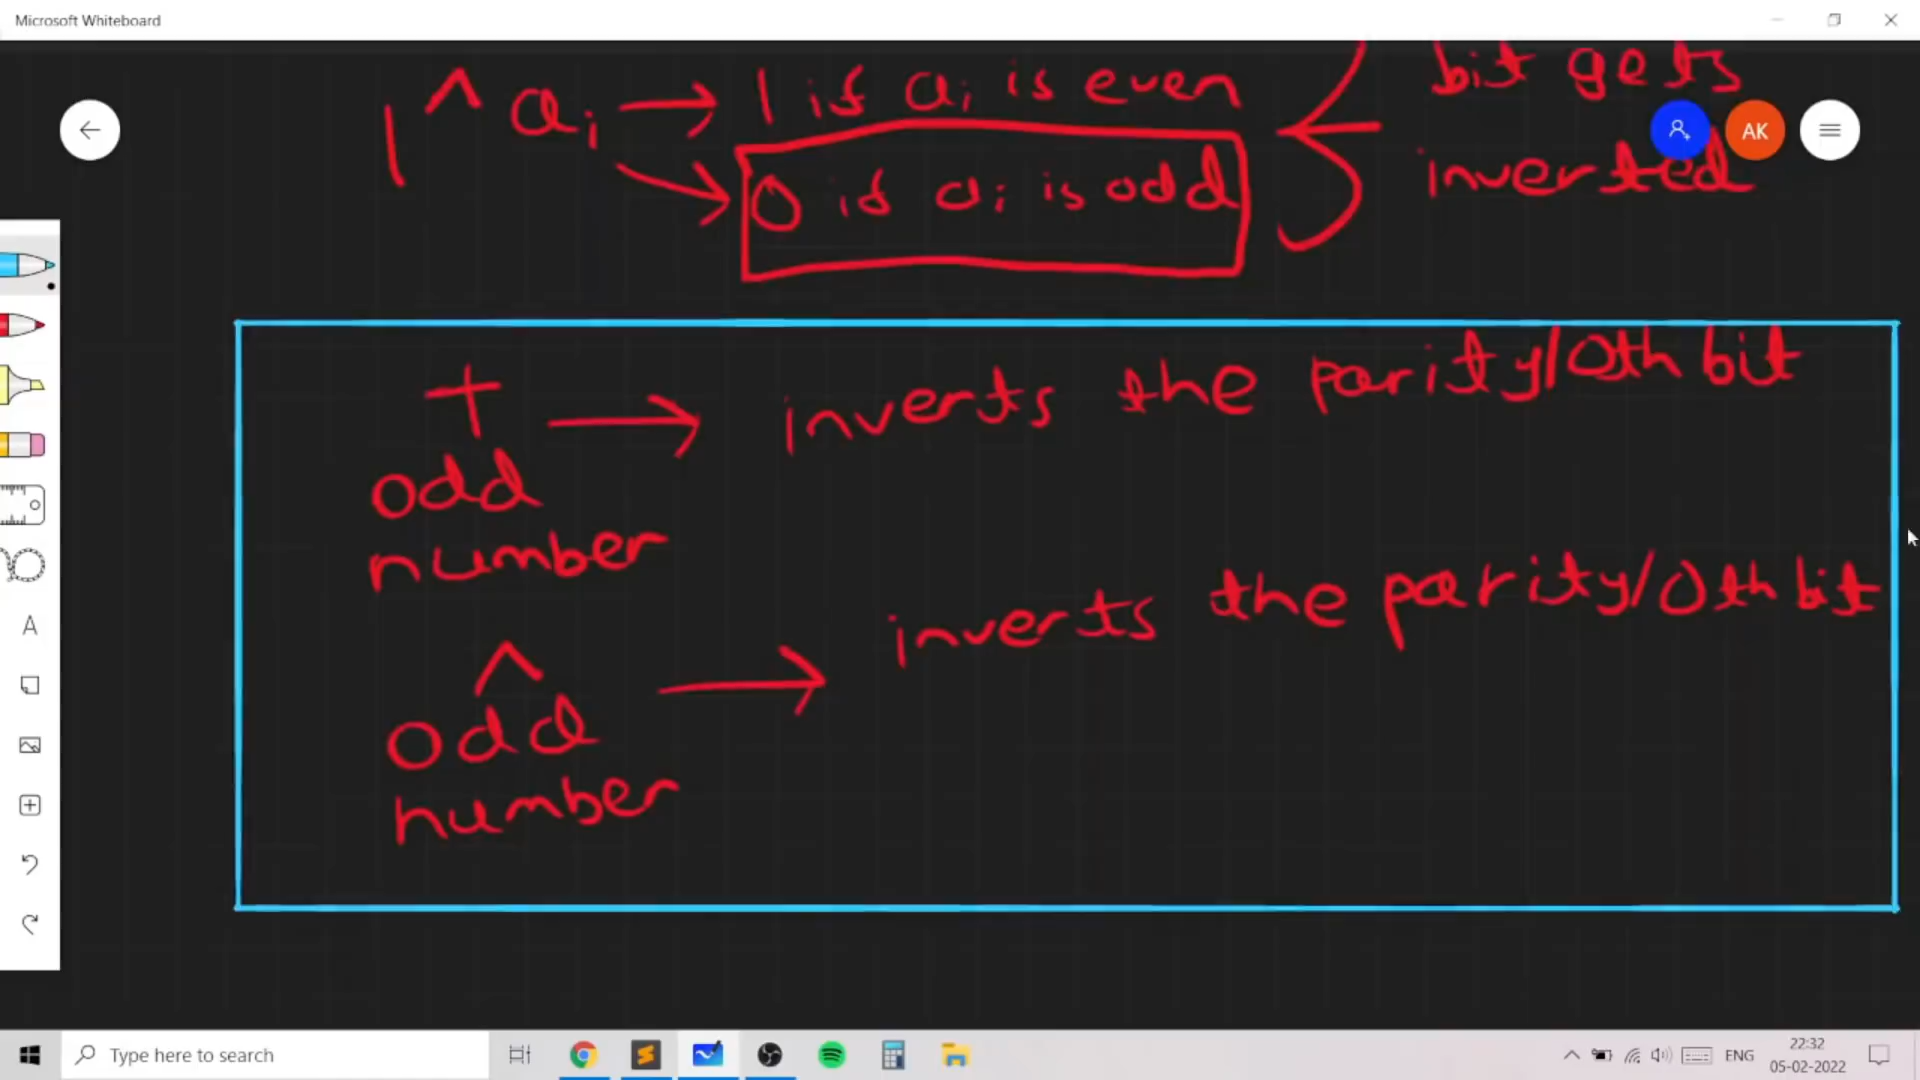 Microsoft Whiteboard
1 ^ ai → 1 if ai is even
→ 0 if ai is odd
bit gets
inverted
AK
+ odd number → inverts the parity/0th bit
^ odd number → inverts the parity/0th bit
A
Type here to search
ENG
22:32
05-02-2022